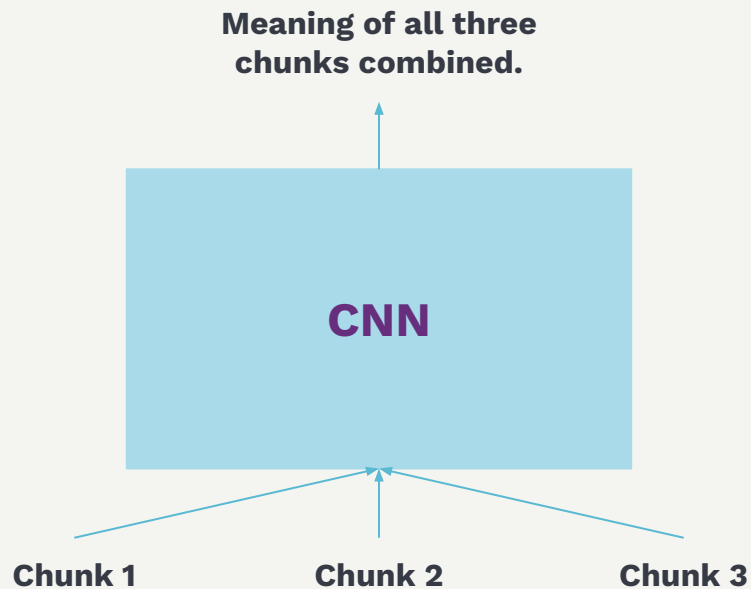 Meaning of all three
chunks combined.
CNN
Chunk 1
Chunk 2
Chunk 3